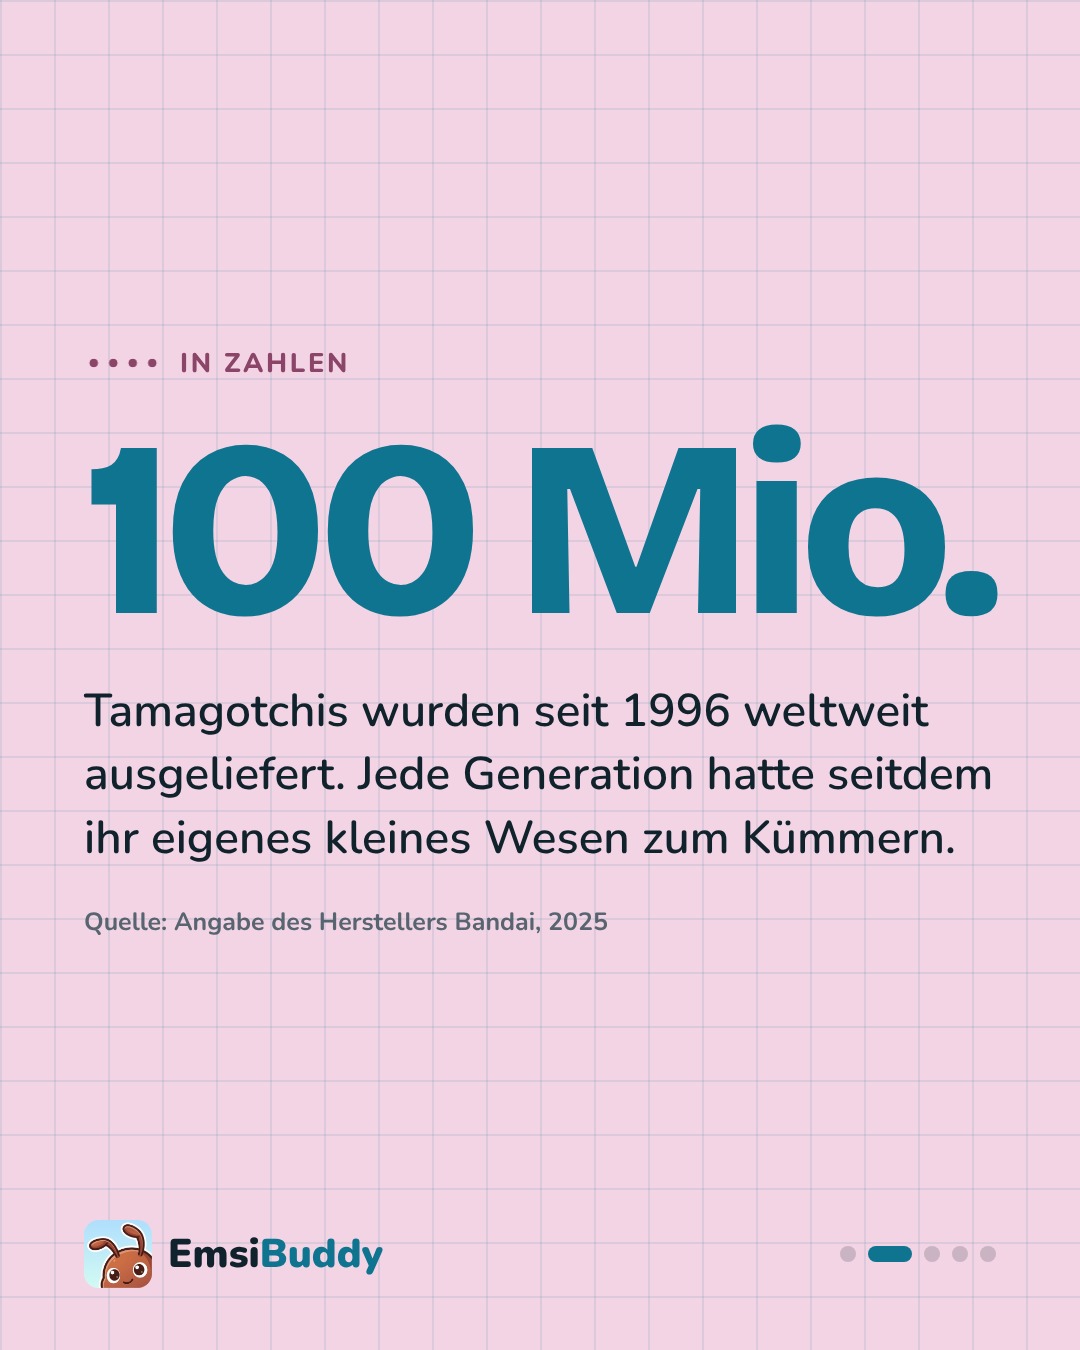 IN ZAHLEN
100 Mio.
Tamagotchis wurden seit 1996 weltweit
ausgeliefert. Jede Generation hatte seitdem
ihr eigenes kleines Wesen zum Kümmern.
Quelle: Angabe des Herstellers Bandai, 2025
EmsiBuddy